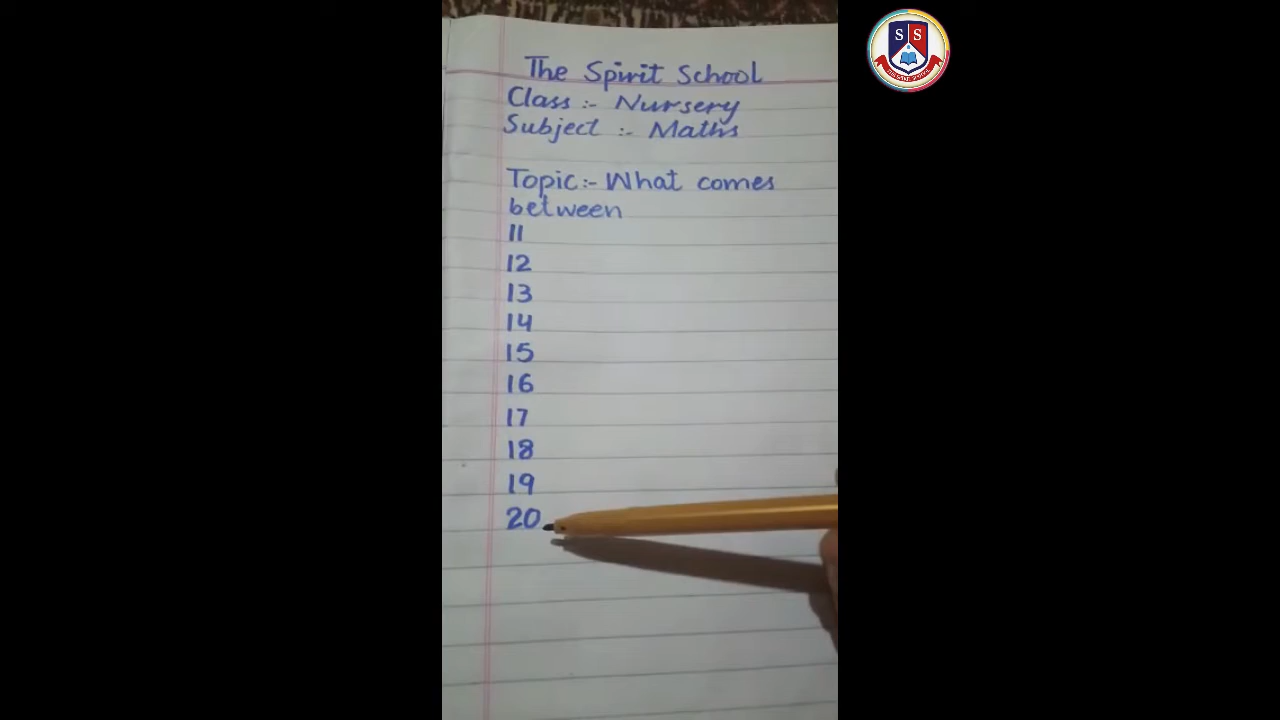 The Spirit School
Class :- Nursery
Subject :- Maths
Topic :- What comes
between
11
12
13
14
15
16
17
18
19
20
S S